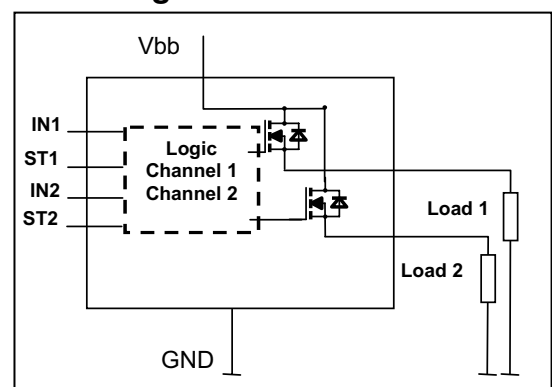 Vbb
IN1
ST1
IN2
ST2
Logic
Channel 1
Channel 2
Load 1
Load 2
GND